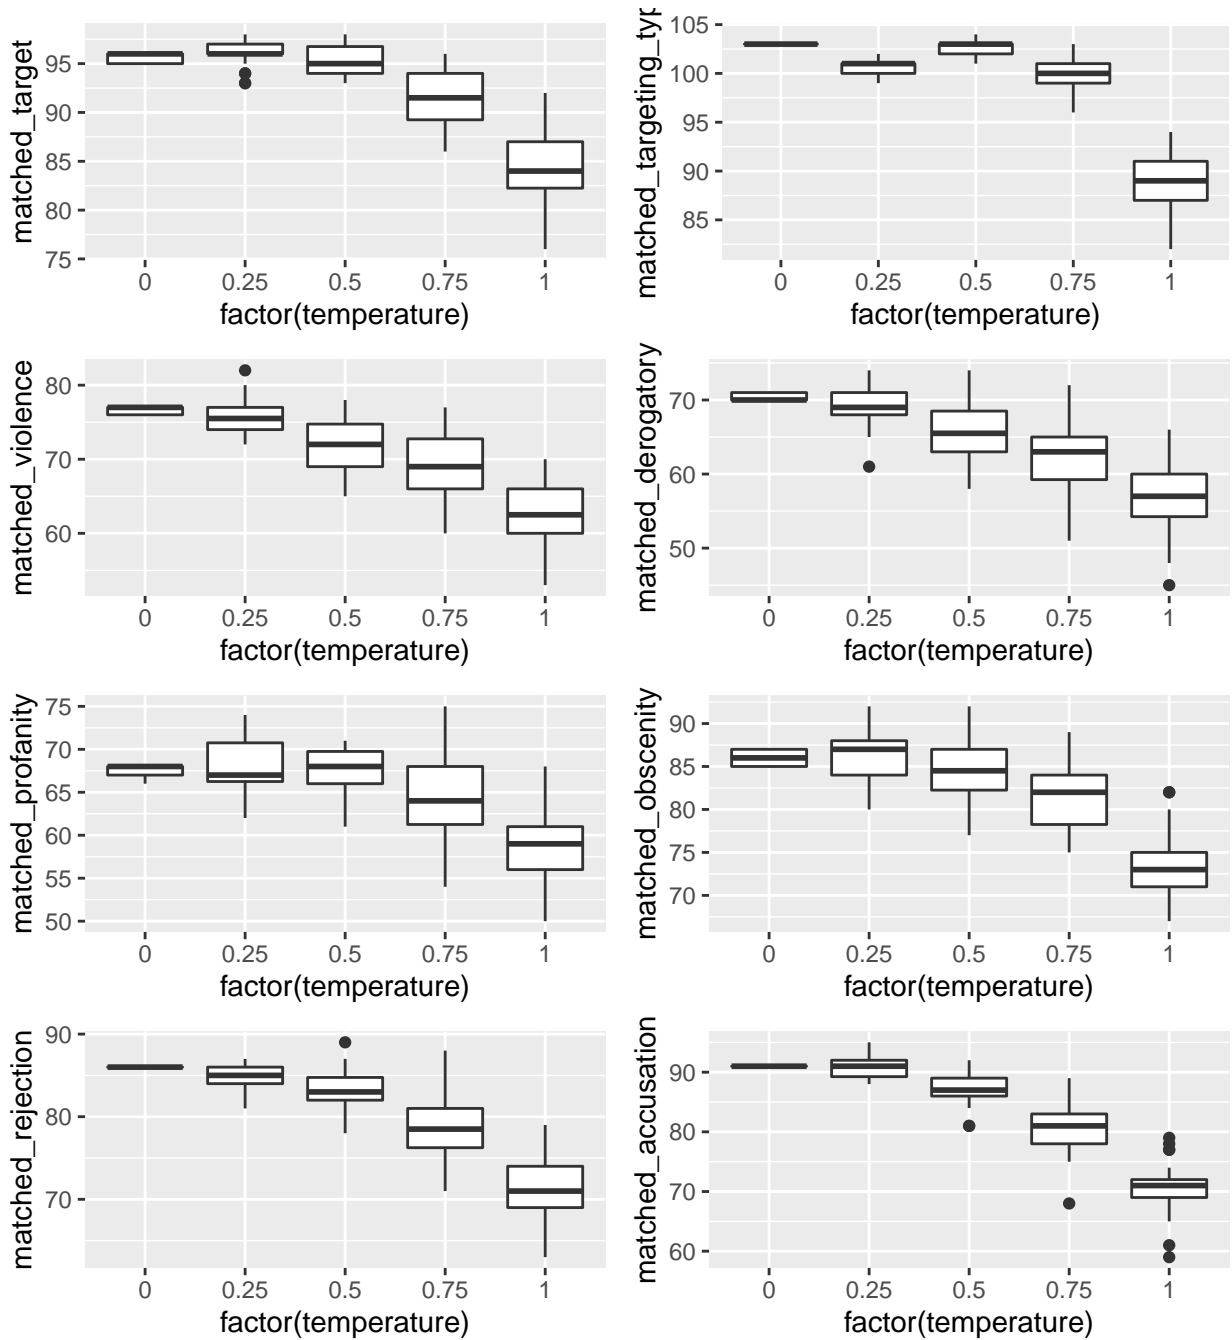 matched_target
95
90
85
80
75
0 0.25 0.5 0.75 1
factor(temperature)
matched_targeting_typ
105
100
95
90
85
0 0.25 0.5 0.75 1
factor(temperature)
matched_violence
80
70
60
0 0.25 0.5 0.75 1
factor(temperature)
matched_derogatory
70
60
50
0 0.25 0.5 0.75 1
factor(temperature)
matched_profanity
75
70
65
60
55
50
0 0.25 0.5 0.75 1
factor(temperature)
matched_obscenity
90
85
80
75
70
0 0.25 0.5 0.75 1
factor(temperature)
matched_rejection
90
80
70
0 0.25 0.5 0.75 1
factor(temperature)
matched_accusation
90
80
70
60
0 0.25 0.5 0.75 1
factor(temperature)